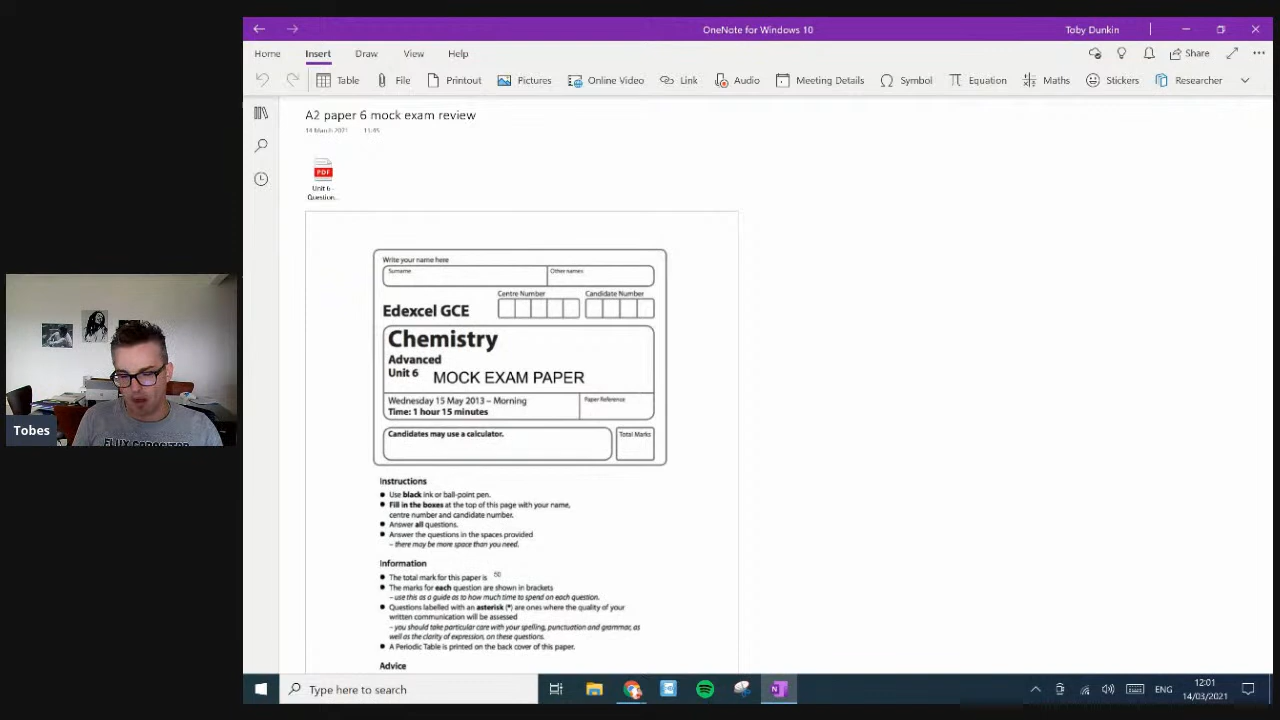 OneNote for Windows 10
Toby Dunkin
Home Insert Draw View Help
Share
Table File Printout Pictures Online Video Link Audio Meeting Details Symbol Equation Maths Stickers Researcher
A2 paper 6 mock exam review
14 March 2021 11:45
PDF
Unit 6 -
Question...
Write your name here
Surname Other names
Centre Number Candidate Number
Edexcel GCE
Chemistry
Advanced
Unit 6 MOCK EXAM PAPER
Wednesday 15 May 2013 – Morning
Paper Reference
Time: 1 hour 15 minutes
Candidates may use a calculator.
Total Marks
Instructions
● Use black ink or ball-point pen.
● Fill in the boxes at the top of this page with your name,
centre number and candidate number.
● Answer all questions.
● Answer the questions in the spaces provided
– there may be more space than you need.
Information
● The total mark for this paper is 50
● The marks for each question are shown in brackets
– use this as a guide as to how much time to spend on each question.
● Questions labelled with an asterisk (*) are ones where the quality of your
written communication will be assessed
– you should take particular care with your spelling, punctuation and grammar, as
well as the clarity of expression, on these questions.
● A Periodic Table is printed on the back cover of this paper.
Advice
Tobes
Type here to search
ENG
12:01
14/03/2021